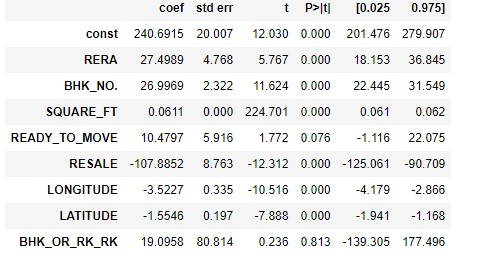 coef std err t P>|t| [0.025 0.975]
const 240.6915 20.007 12.030 0.000 201.476 279.907
RERA 27.4989 4.768 5.767 0.000 18.153 36.845
BHK_NO. 26.9969 2.322 11.624 0.000 22.445 31.549
SQUARE_FT 0.0611 0.000 224.701 0.000 0.061 0.062
READY_TO_MOVE 10.4797 5.916 1.772 0.076 -1.116 22.075
RESALE -107.8852 8.763 -12.312 0.000 -125.061 -90.709
LONGITUDE -3.5227 0.335 -10.516 0.000 -4.179 -2.866
LATITUDE -1.5546 0.197 -7.888 0.000 -1.941 -1.168
BHK_OR_RK_RK 19.0958 80.814 0.236 0.813 -139.305 177.496